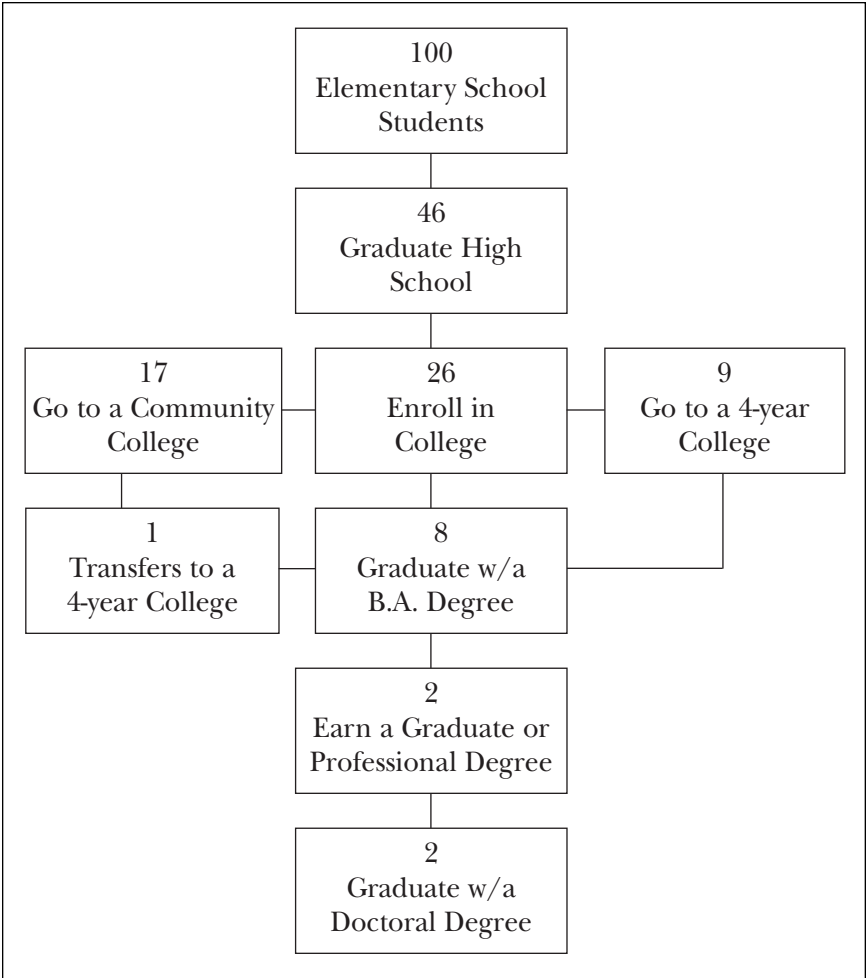 100
Elementary School
Students
46
Graduate High
School
17
Go to a Community
College
26
Enroll in
College
9
Go to a 4-year
College
1
Transfers to a
4-year College
8
Graduate w/a
B.A. Degree
2
Earn a Graduate or
Professional Degree
2
Graduate w/a
Doctoral Degree